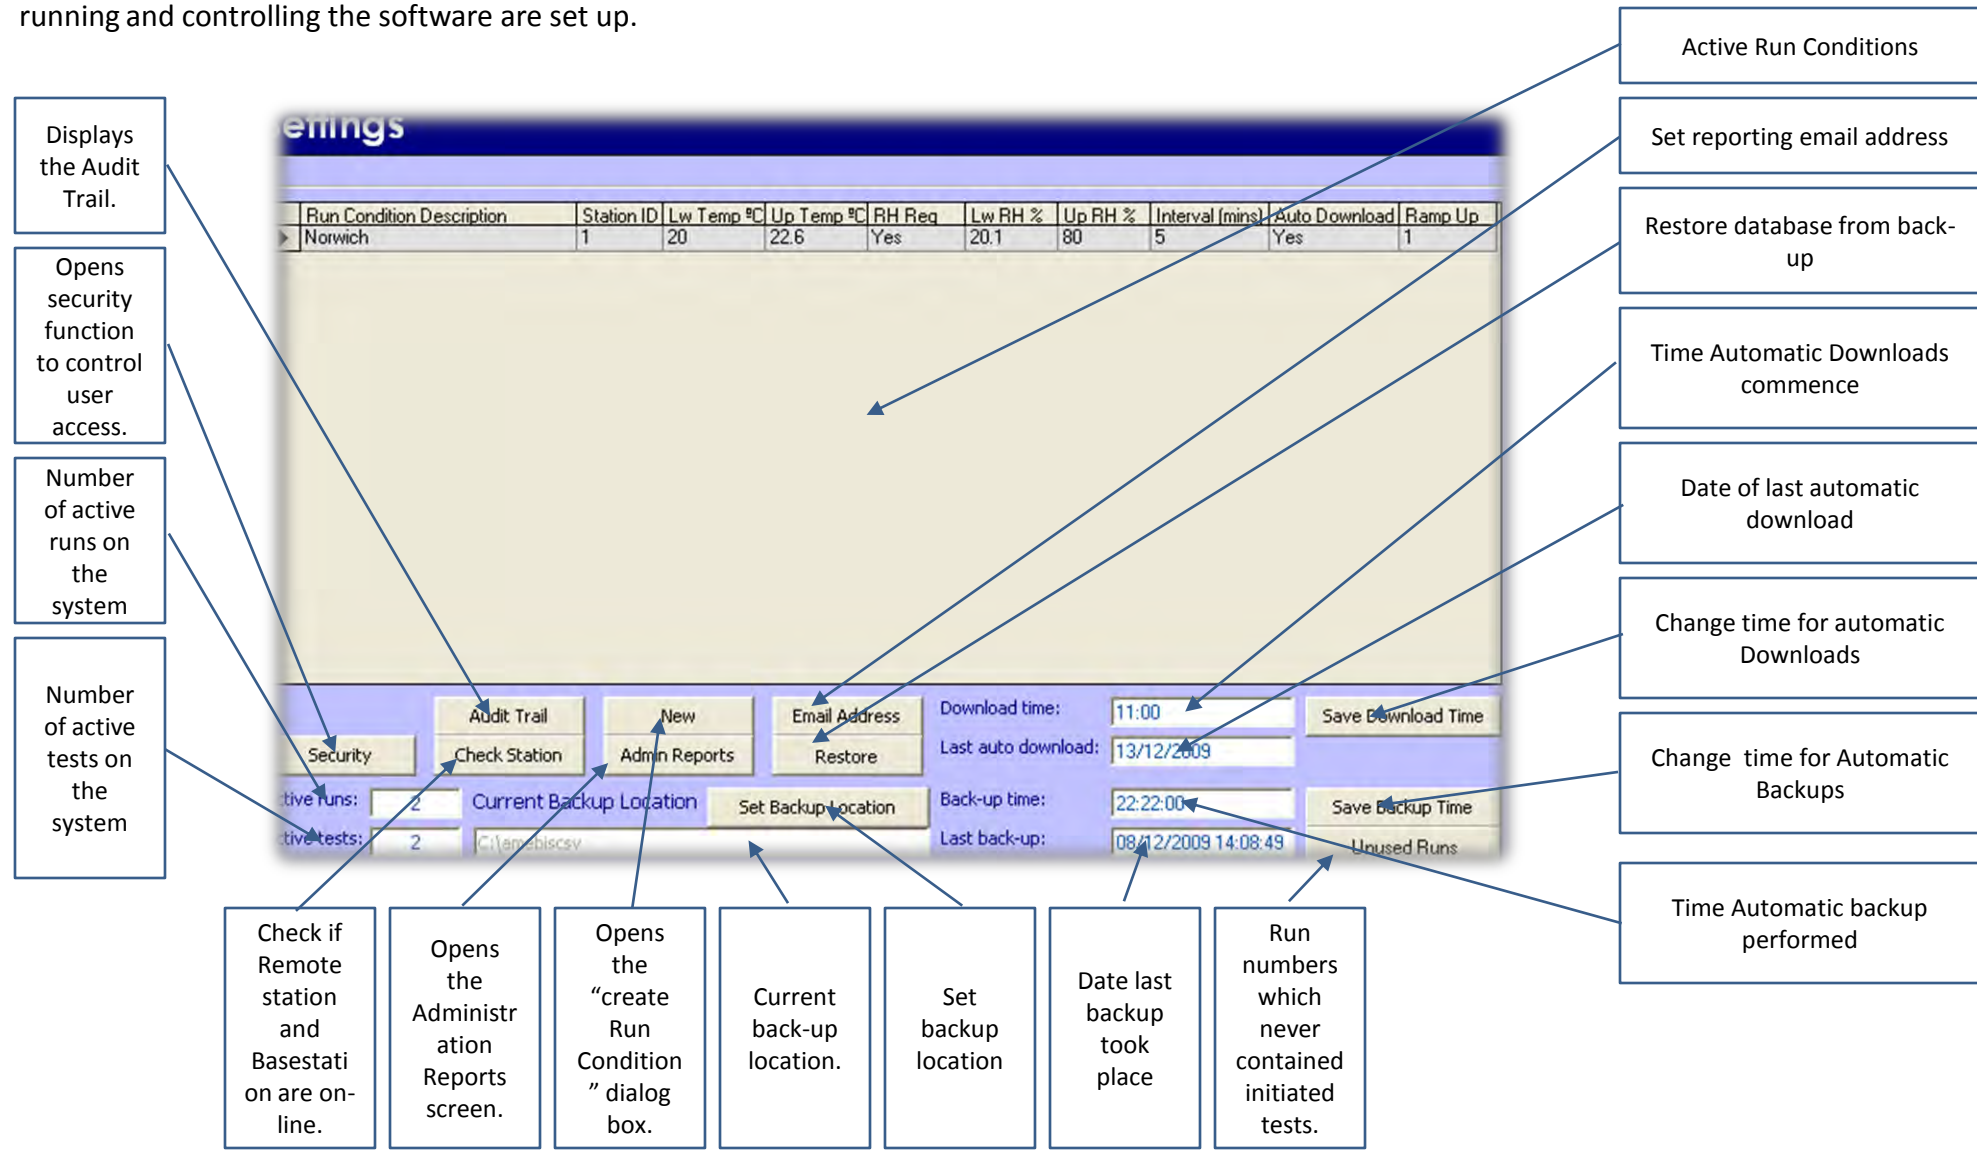 running and controlling the software are set up.
Active Run Conditions
Set reporting email address
Restore database from back-
up
Time Automatic Downloads
commence
Date of last automatic
download
Change time for automatic
Downloads
Change  time for Automatic
Backups
Time Automatic backup
performed
Displays
the Audit
Trail.
Opens
security
function
to control
user
access.
Number
of active
runs on
the
system
Number
of active
tests on
the
system
ettings
Run Condition Description Station ID Lw Temp ºC Up Temp ºC RH Req Lw RH % Up RH % Interval (mins) Auto Download Ramp Up
Norwich 1 20 22.6 Yes 20.1 80 5 Yes 1
Audit Trail New Email Address Download time: 11:00 Save Download Time
Security Check Station Admin Reports Restore Last auto download: 13/12/2009
ctive runs: 2 Current Backup Location Set Backup Location Back-up time: 22:22:00 Save Backup Time
ctive tests: 2 C:\amebiscsv Last back-up: 08/12/2009 14:08:49 Unused Runs
Check if
Remote
station
and
Basestati
on are on-
line.
Opens
the
Administr
ation
Reports
screen.
Opens
the
“create
Run
Condition
” dialog
box.
Current
back-up
location.
Set
backup
location
Date last
backup
took
place
Run
numbers
which
never
contained
initiated
tests.